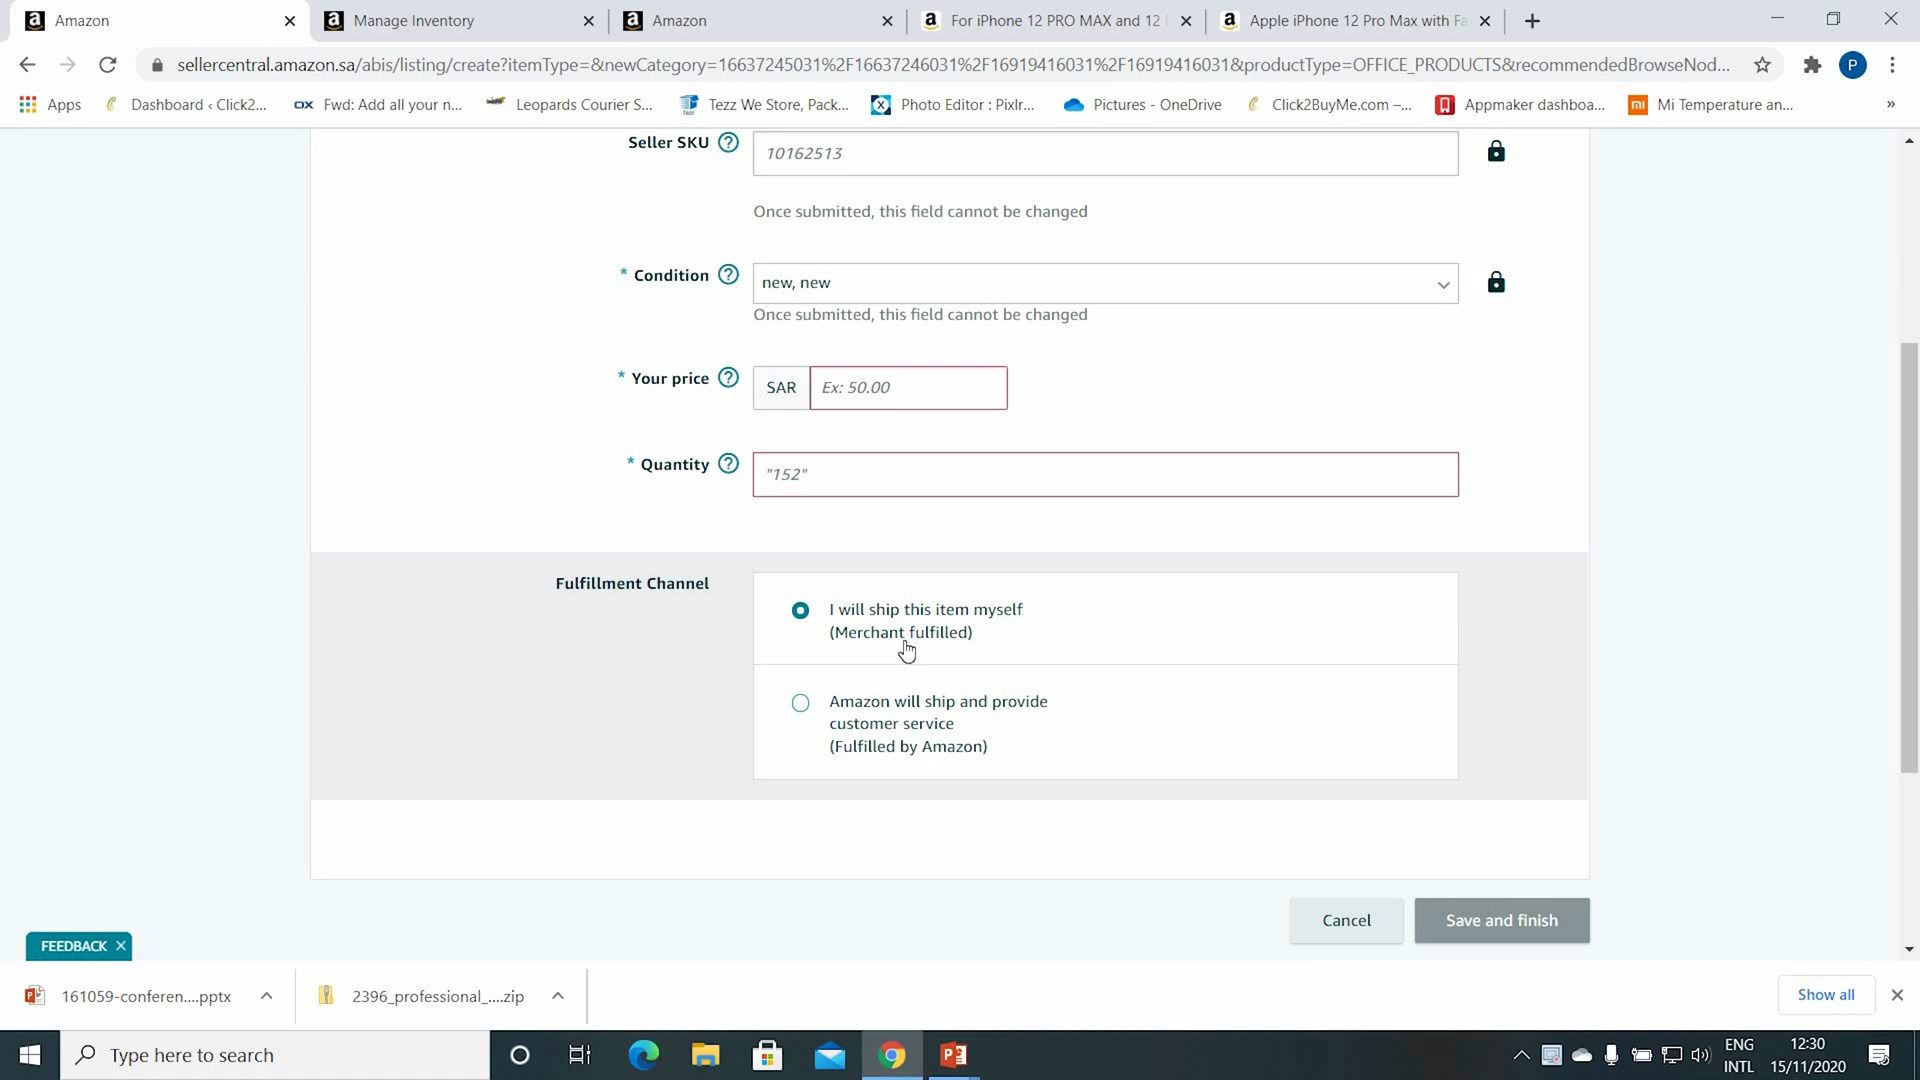 Amazon
Manage Inventory
Amazon
For iPhone 12 PRO MAX and 12
Apple iPhone 12 Pro Max with Fa
sellercentral.amazon.sa/abis/listing/create?itemType=&newCategory=16637245031%2F16637246031%2F16919416031%2F16919416031&productType=OFFICE_PRODUCTS&recommendedBrowseNod...
P
Apps
Dashboard ‹ Click2...
Fwd: Add all your n...
Leopards Courier S...
Tezz We Store, Pack...
Photo Editor : Pixlr...
Pictures - OneDrive
Click2BuyMe.com –...
Appmaker dashboa...
Mi Temperature an...
»
Seller SKU
10162513
Once submitted, this field cannot be changed
* Condition
new, new
Once submitted, this field cannot be changed
* Your price
SAR
Ex: 50.00
* Quantity
"152"
Fulfillment Channel
I will ship this item myself
(Merchant fulfilled)
Amazon will ship and provide
customer service
(Fulfilled by Amazon)
Cancel
Save and finish
FEEDBACK
161059-conferen....pptx
2396_professional_....zip
Show all
Type here to search
ENG
INTL
12:30
15/11/2020